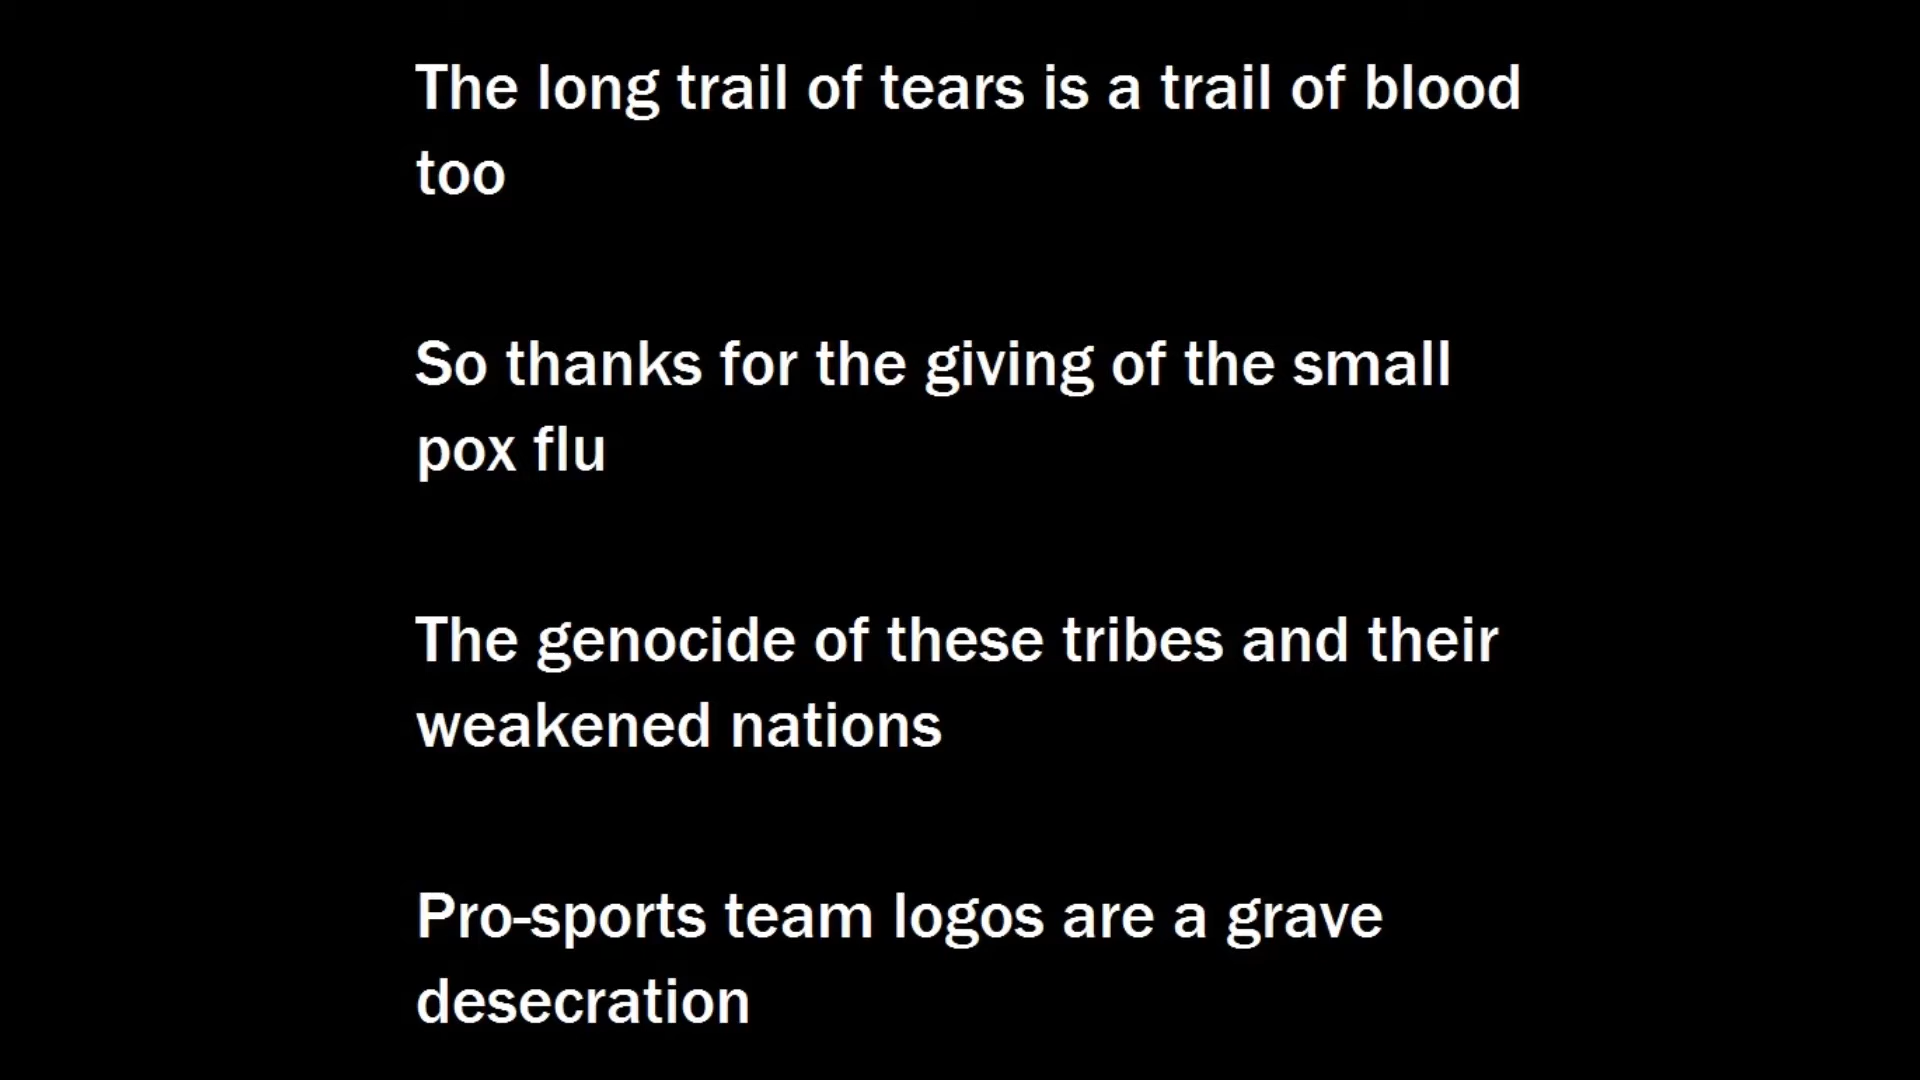 The long trail of tears is a trail of blood
too
So thanks for the giving of the small
pox flu
The genocide of these tribes and their
weakened nations
Pro-sports team logos are a grave
desecration